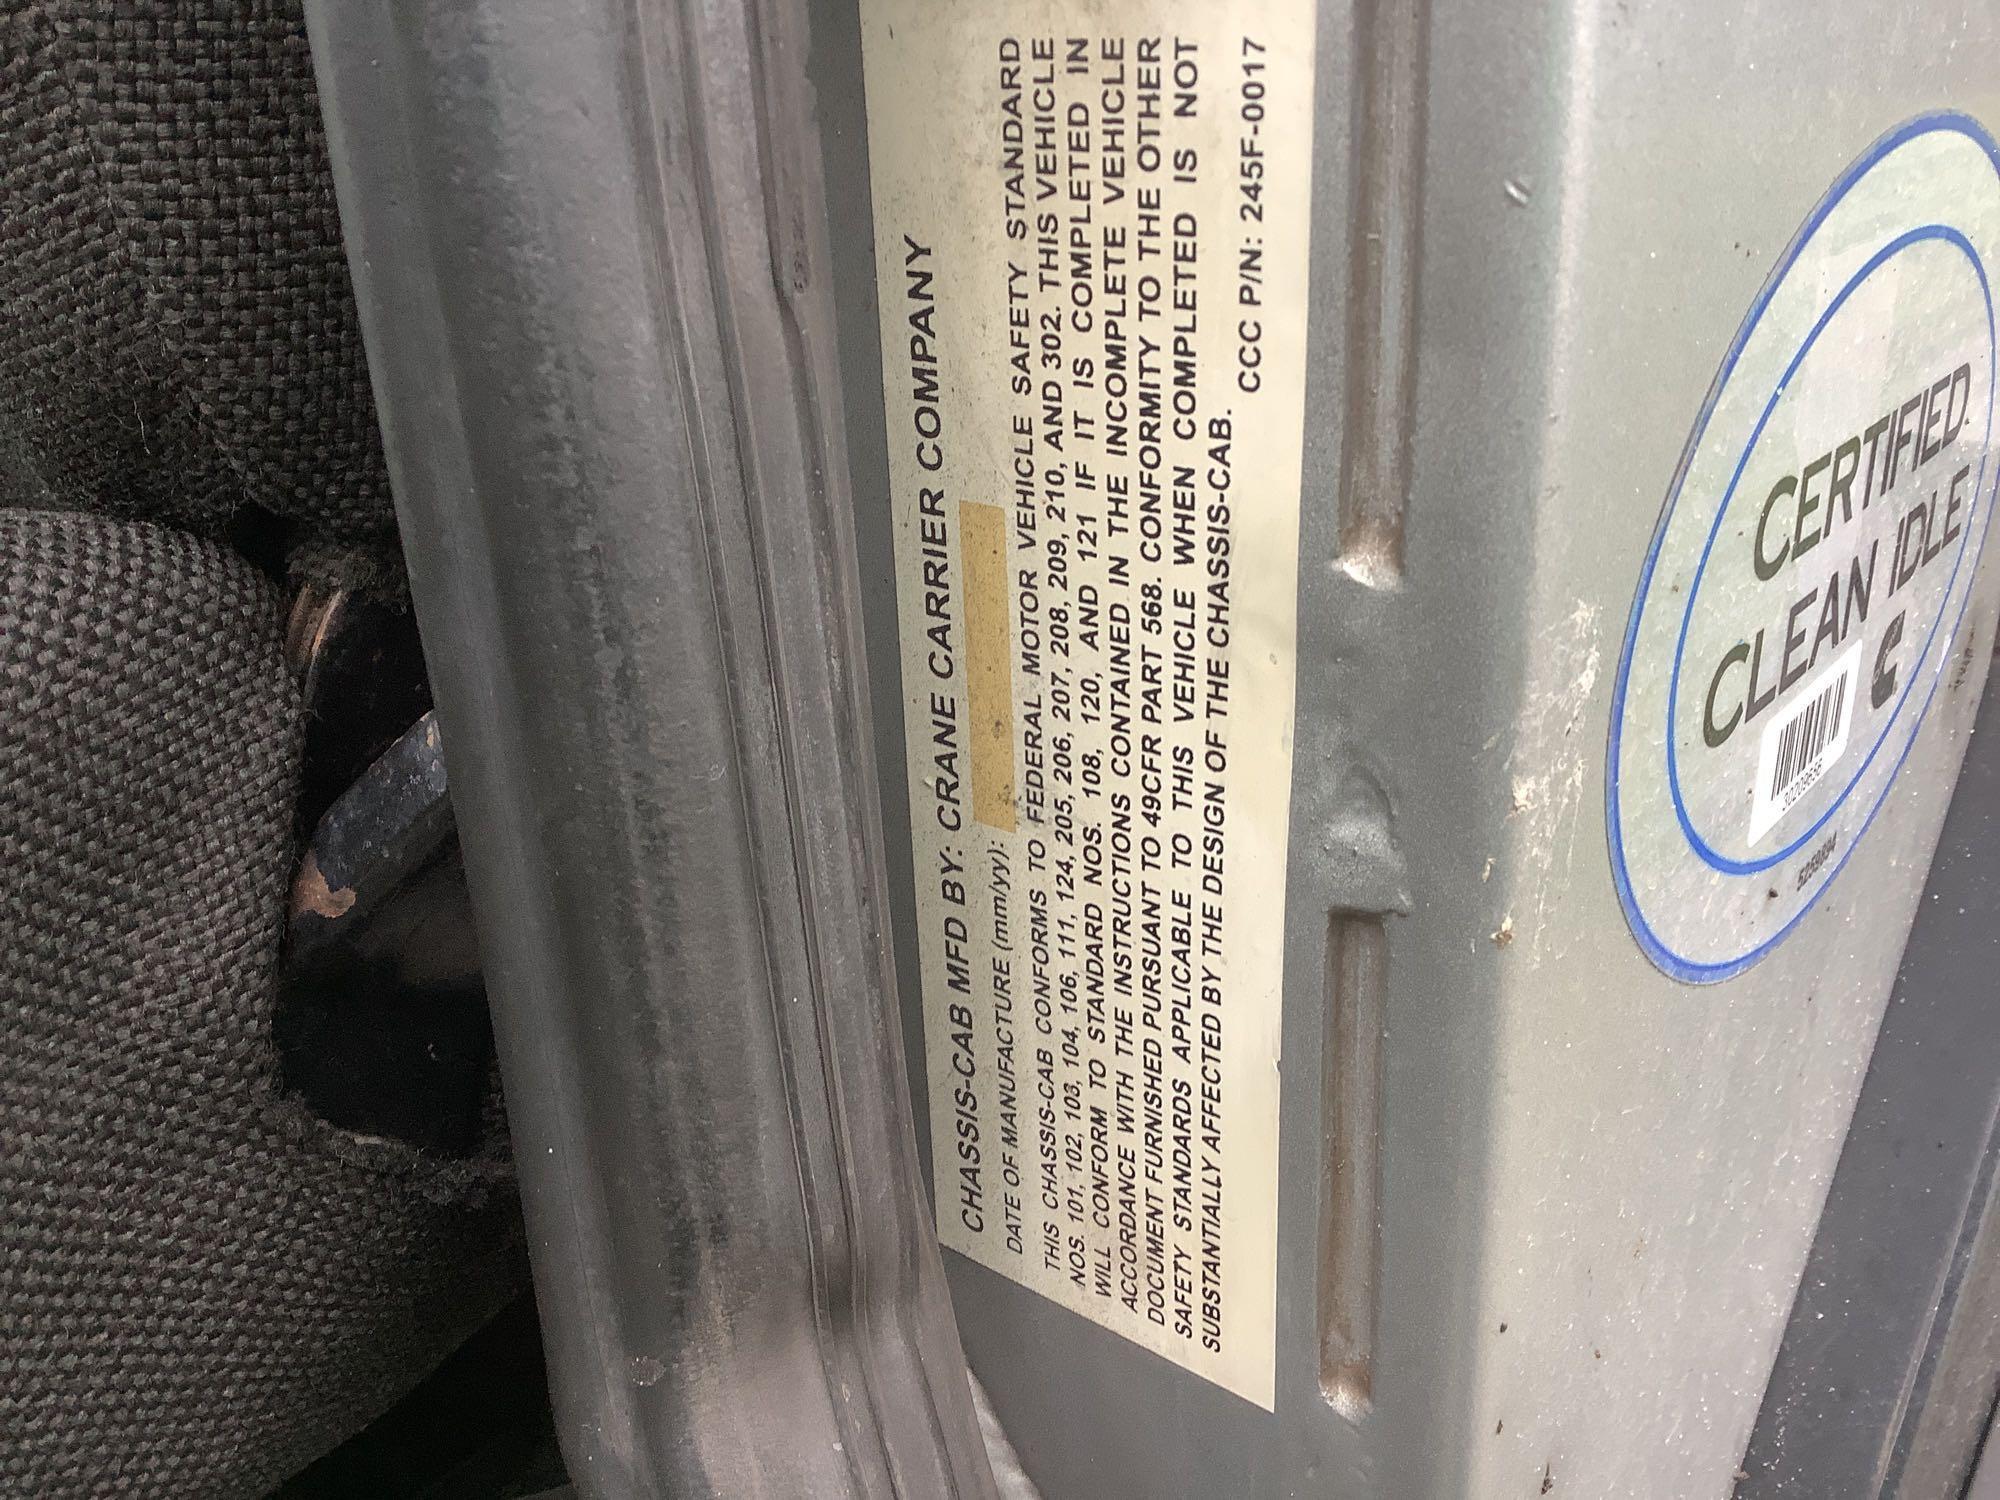 CHASSIS-CAB MFD BY: CRANE CARRIER COMPANY
DATE OF MANUFACTURE (mm/yy):
THIS CHASSIS-CAB CONFORMS TO FEDERAL MOTOR VEHICLE SAFETY STANDARD
NOS. 101, 102, 103, 104, 106, 111, 124, 205, 206, 207, 208, 209, 210, AND 302. THIS VEHICLE
WILL CONFORM TO STANDARD NOS. 108, 120, AND 121 IF IT IS COMPLETED IN
ACCORDANCE WITH THE INSTRUCTIONS CONTAINED IN THE INCOMPLETE VEHICLE
DOCUMENT FURNISHED PURSUANT TO 49CFR PART 568. CONFORMITY TO THE OTHER
SAFETY STANDARDS APPLICABLE TO THIS VEHICLE WHEN COMPLETED IS NOT
SUBSTANTIALLY AFFECTED BY THE DESIGN OF THE CHASSIS-CAB.
CCC P/N: 245F-0017
CERTIFIED
CLEAN IDLE